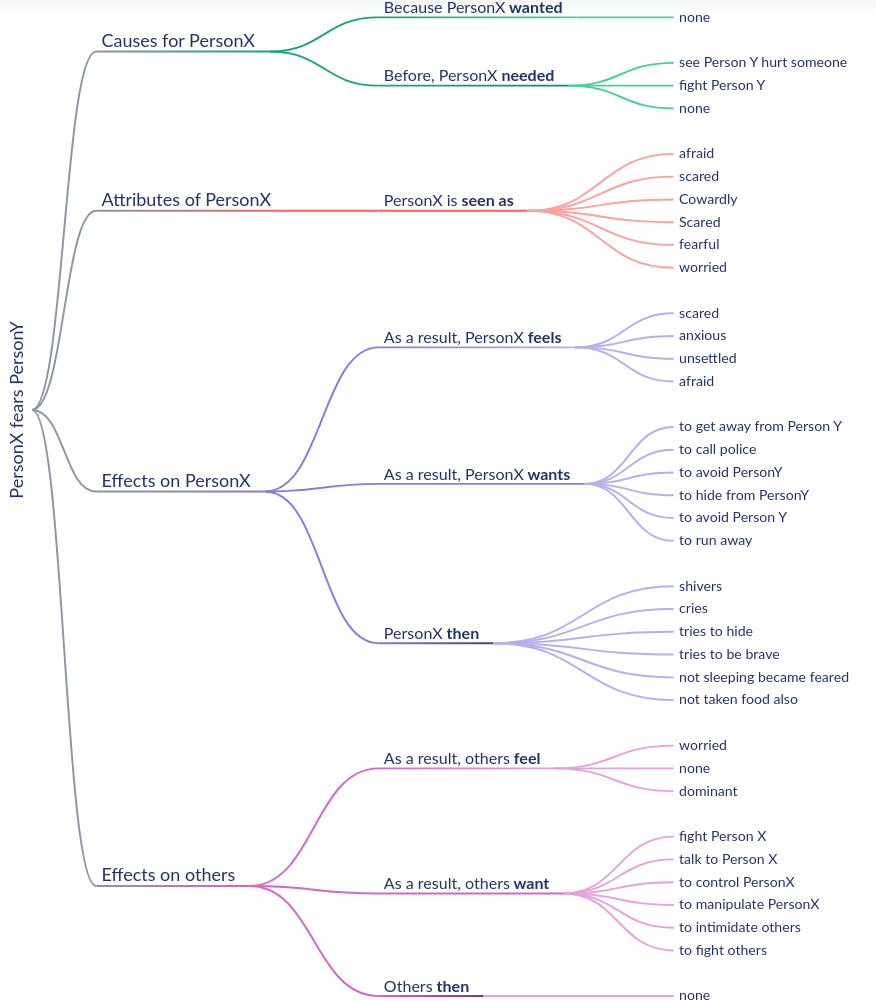 PersonX fears PersonY
Causes for PersonX
Because PersonX wanted
none
Before, PersonX needed
see Person Y hurt someone
fight Person Y
none
Attributes of PersonX
PersonX is seen as
afraid
scared
Cowardly
Scared
fearful
worried
Effects on PersonX
As a result, PersonX feels
scared
anxious
unsettled
afraid
As a result, PersonX wants
to get away from Person Y
to call police
to avoid PersonY
to hide from PersonY
to avoid Person Y
to run away
PersonX then
shivers
cries
tries to hide
tries to be brave
not sleeping became feared
not taken food also
Effects on others
As a result, others feel
worried
none
dominant
As a result, others want
fight Person X
talk to Person X
to control PersonX
to manipulate PersonX
to intimidate others
to fight others
Others then
none